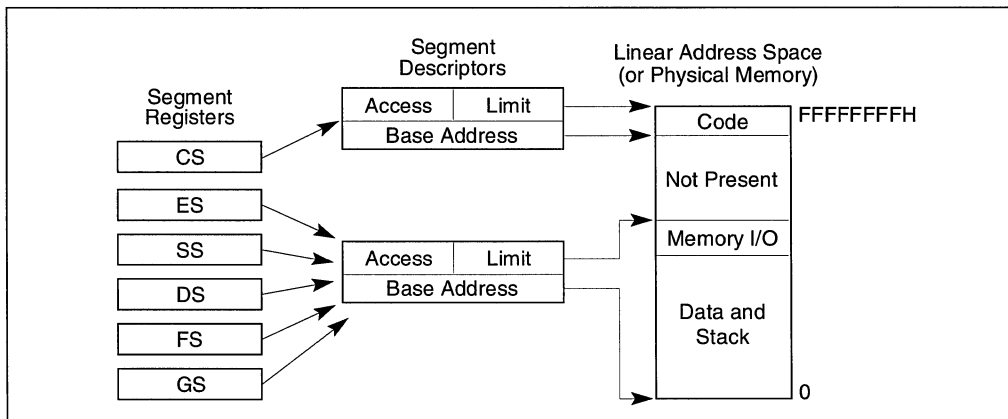 Segment
Registers
CS
ES
SS
DS
FS
GS
Segment
Descriptors
Access Limit
Base Address
Access Limit
Base Address
Linear Address Space
(or Physical Memory)
Code
FFFFFFFFH
Not Present
Memory I/O
Data and
Stack
0